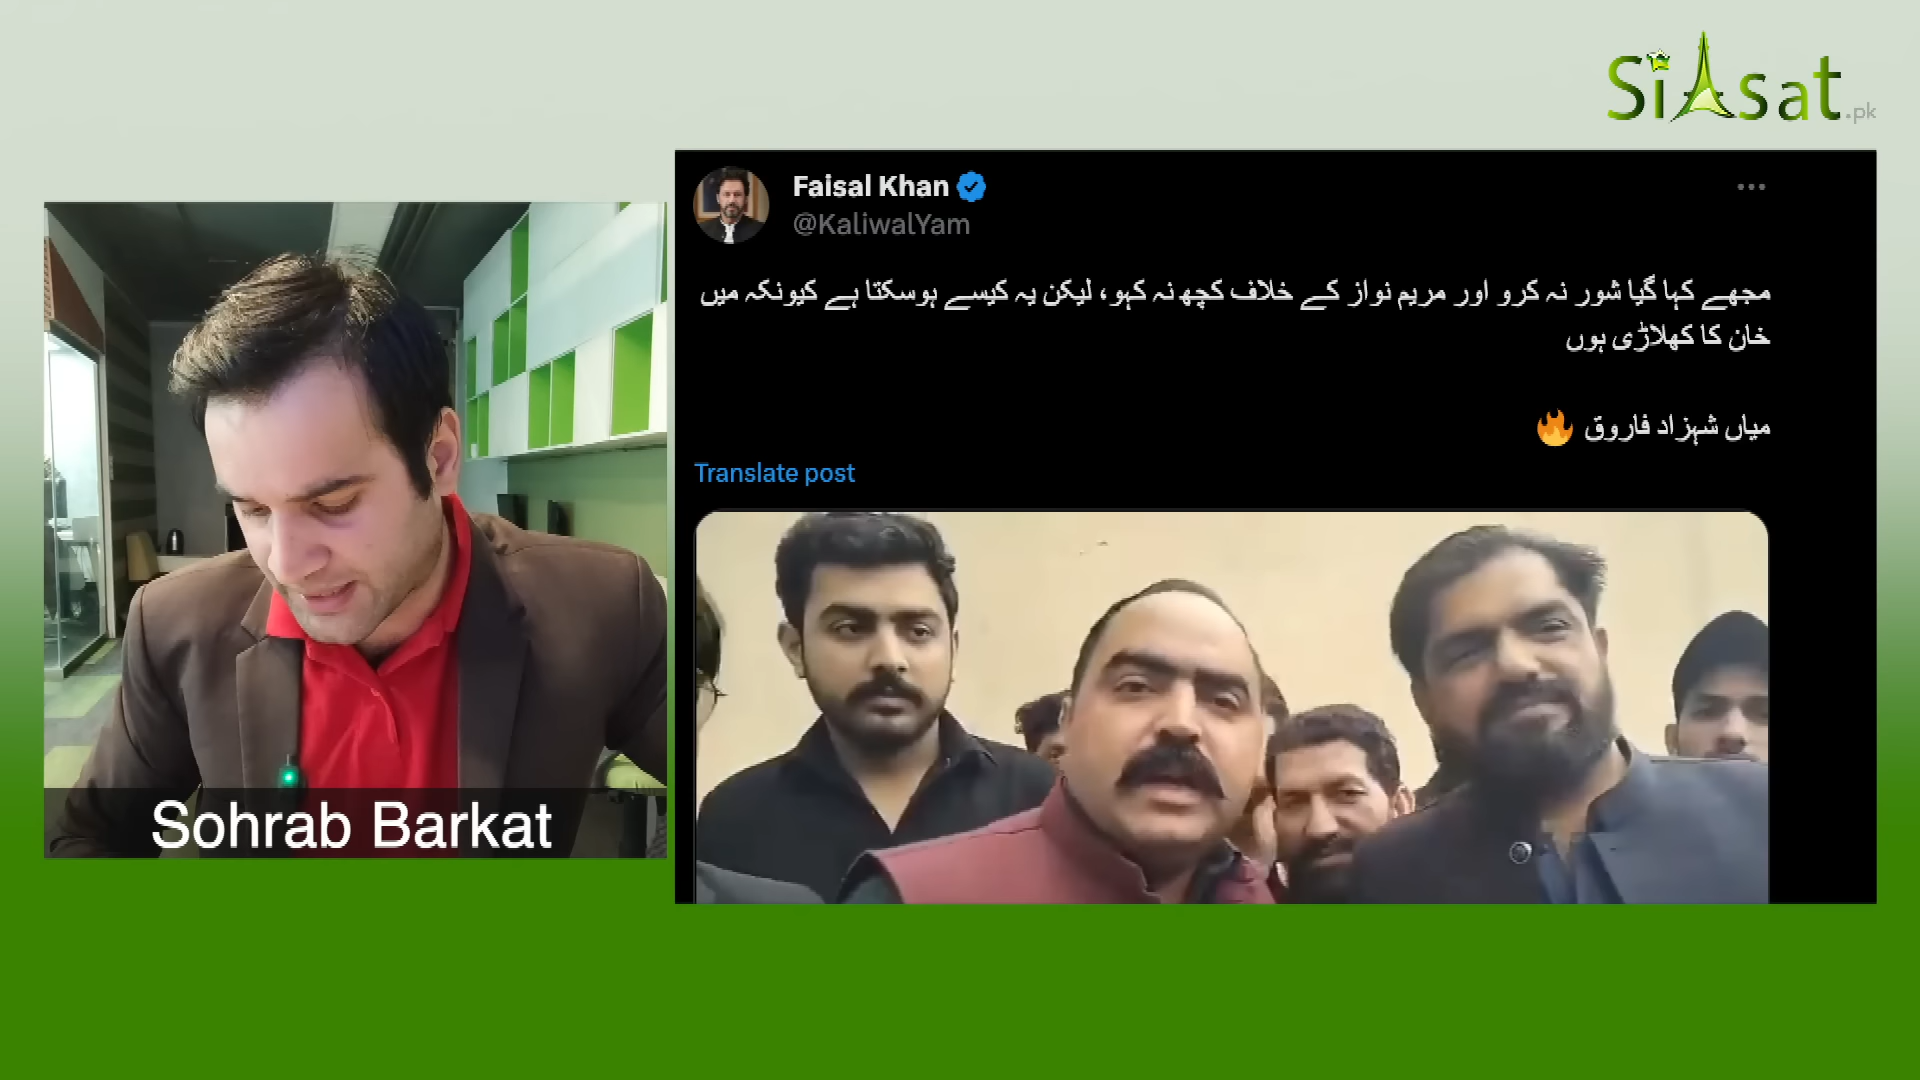 SiAsat.pk
Faisal Khan
@KaliwalYam
مجھے کہا گیا شور نہ کرو اور مریم نواز کے خلاف کچھ نہ کہو، لیکن یہ کیسے ہوسکتا ہے کیونکہ میں
خان کا کھلاڑی ہوں
میاں شہزاد فاروق 🔥
Translate post
Sohrab Barkat